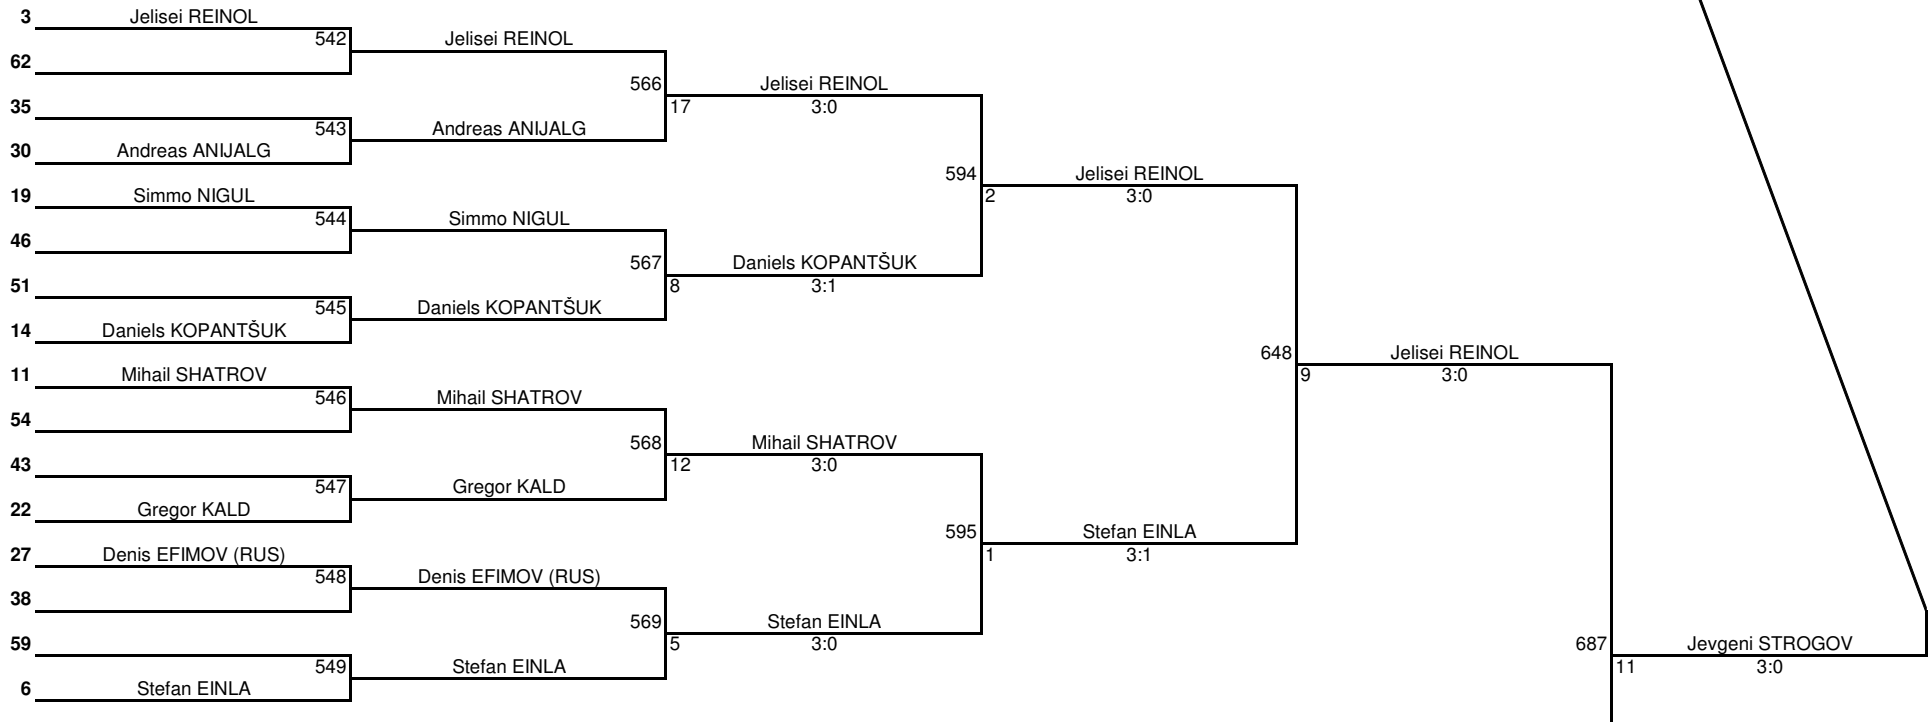 3 Jelisei REINOL
542 Jelisei REINOL
62
566 Jelisei REINOL
17 3:0
35
543 Andreas ANIJALG
30 Andreas ANIJALG
594 Jelisei REINOL
2 3:0
19 Simmo NIGUL
544 Simmo NIGUL
46
567 Daniels KOPANTŠUK
8 3:1
51
545 Daniels KOPANTŠUK
14 Daniels KOPANTŠUK
648 Jelisei REINOL
9 3:0
11 Mihail SHATROV
546 Mihail SHATROV
54
568 Mihail SHATROV
12 3:0
43
547 Gregor KALD
22 Gregor KALD
595 Stefan EINLA
1 3:1
27 Denis EFIMOV (RUS)
548 Denis EFIMOV (RUS)
38
569 Stefan EINLA
5 3:0
59
549 Stefan EINLA
6 Stefan EINLA
687 Jevgeni STROGOV
11 3:0